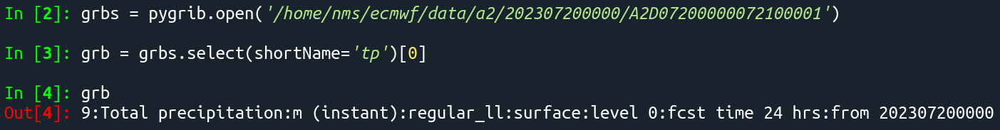 In [2]: grbs = pygrib.open('/home/nms/ecmwf/data/a2/202307200000/A2D07200000072100001')
In [3]: grb = grbs.select(shortName='tp')[0]
In [4]: grb
Out[4]: 9:Total precipitation:m (instant):regular_ll:surface:level 0:fcst time 24 hrs:from 202307200000